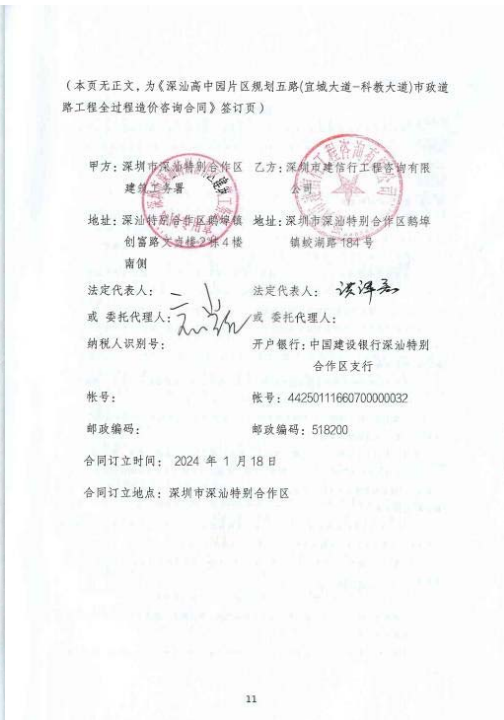 （本页无正文，为《深汕高中园片区规划五路(宜城大道-科教大道)市政道
路工程全过程造价咨询合同》签订页）
甲方：深圳市深汕特别合作区 乙方：深圳市建信行工程咨询有限
建筑工务署 公司
地址：深汕特别合作区鹅埠镇 地址：深圳市深汕特别合作区鹅埠
创富路 2栋4楼 镇蛟湖路184号
南侧
法定代表人： 法定代表人：
或 委托代理人： 或 委托代理人：
纳税人识别号： 开户银行：中国建设银行深汕特别
合作区支行
帐号： 帐号：44250111660700000032
邮政编码： 邮政编码：518200
合同订立时间： 2024 年 1 月 18 日
合同订立地点：深圳市深汕特别合作区
11